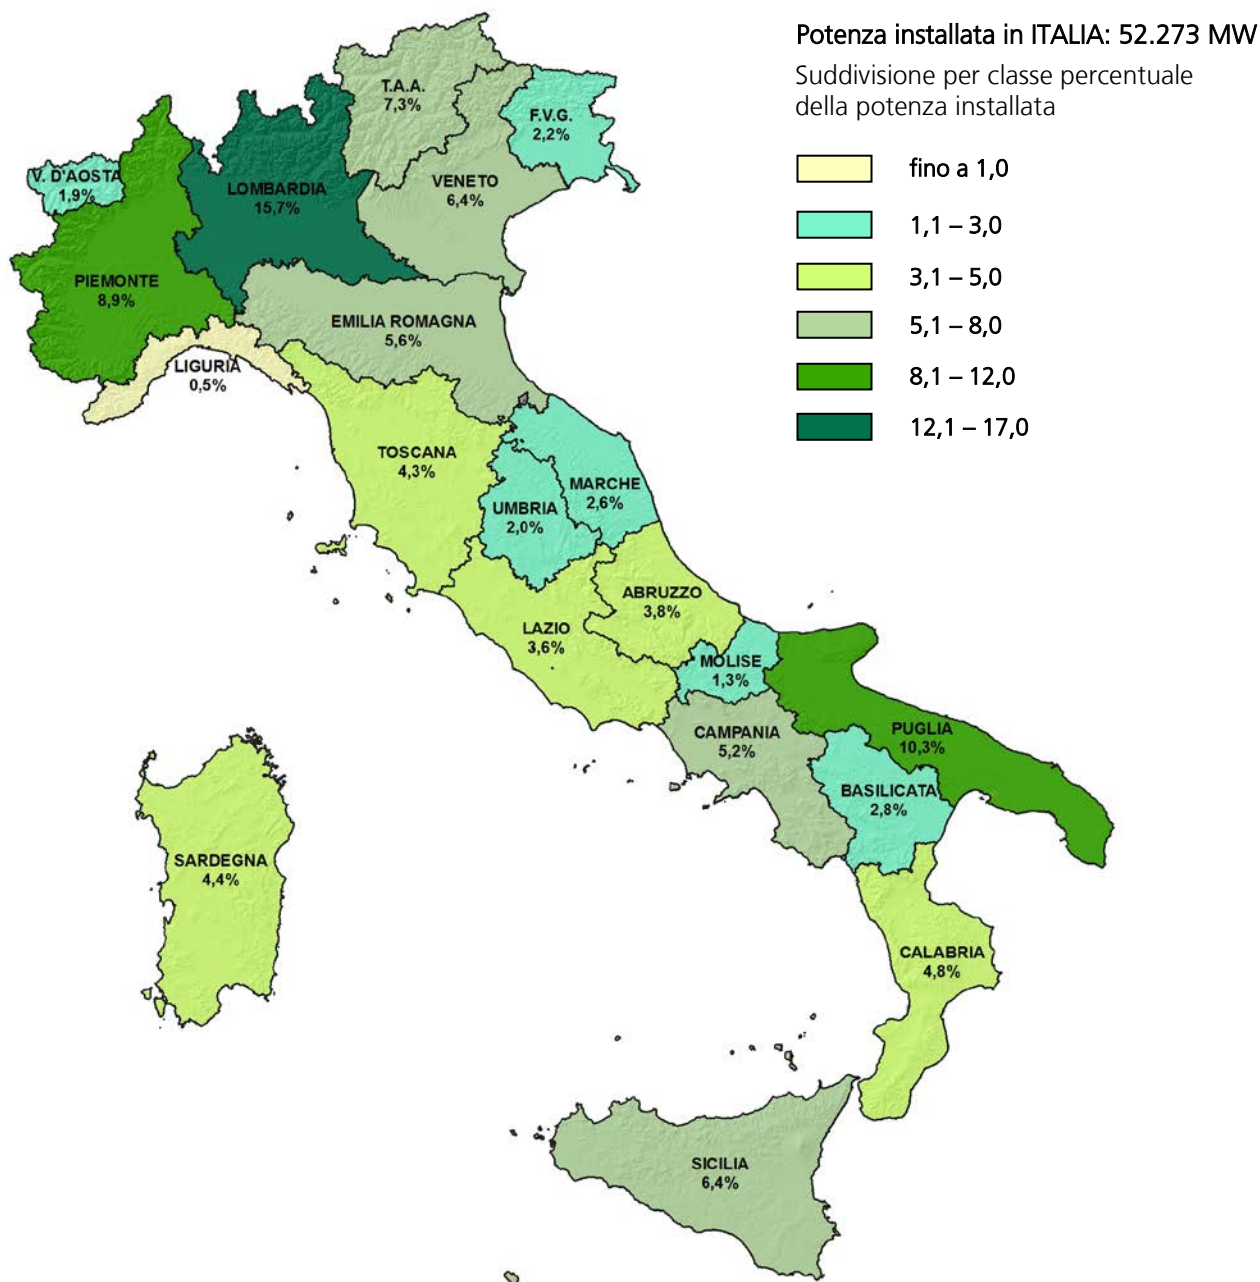 Potenza installata in ITALIA: 52.273 MW
Suddivisione per classe percentuale
della potenza installata
fino a 1,0
1,1 – 3,0
3,1 – 5,0
5,1 – 8,0
8,1 – 12,0
12,1 – 17,0
T.A.A.
7,3%
F.V.G.
2,2%
V. D'AOSTA
1,9%
LOMBARDIA
15,7%
VENETO
6,4%
PIEMONTE
8,9%
EMILIA ROMAGNA
5,6%
LIGURIA
0,5%
TOSCANA
4,3%
MARCHE
2,6%
UMBRIA
2,0%
ABRUZZO
3,8%
LAZIO
3,6%
MOLISE
1,3%
PUGLIA
10,3%
CAMPANIA
5,2%
BASILICATA
2,8%
SARDEGNA
4,4%
CALABRIA
4,8%
SICILIA
6,4%